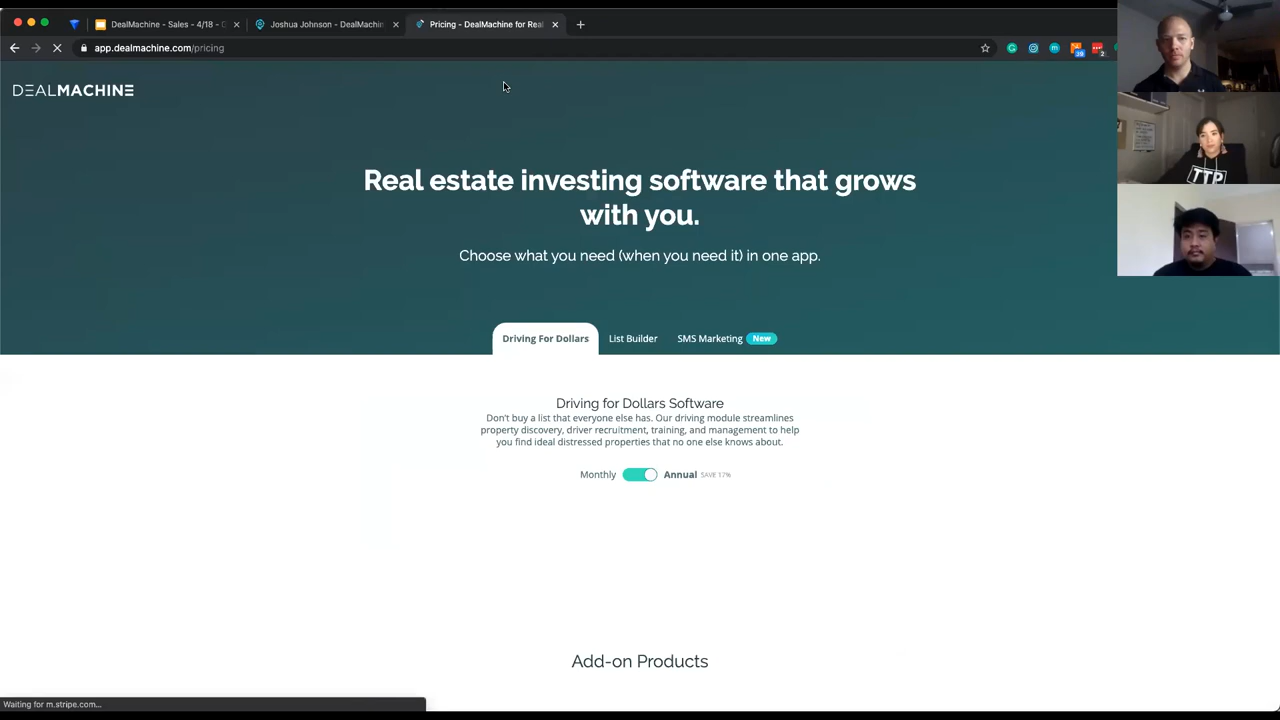 DealMachine - Sales - 4/18 - D
Joshua Johnson - DealMachin
Pricing - DealMachine for Real
app.dealmachine.com/pricing
39
2
DEALMACHINE
TTP
Real estate investing software that grows
with you.
Choose what you need (when you need it) in one app.
Driving For Dollars
List Builder
SMS Marketing New
Driving for Dollars Software
Don't buy a list that everyone else has. Our driving module streamlines
property discovery, driver recruitment, training, and management to help
you find ideal distressed properties that no one else knows about.
Monthly
Annual SAVE 17%
Add-on Products
Waiting for m.stripe.com...